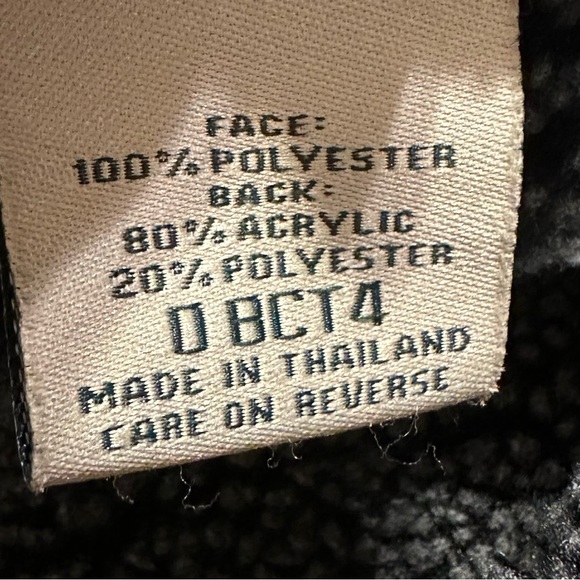 FACE:
100% POLYESTER
BACK:
80% ACRYLIC
20% POLYESTER
0 BCT4
MADE IN THAILAND
CARE ON REVERSE